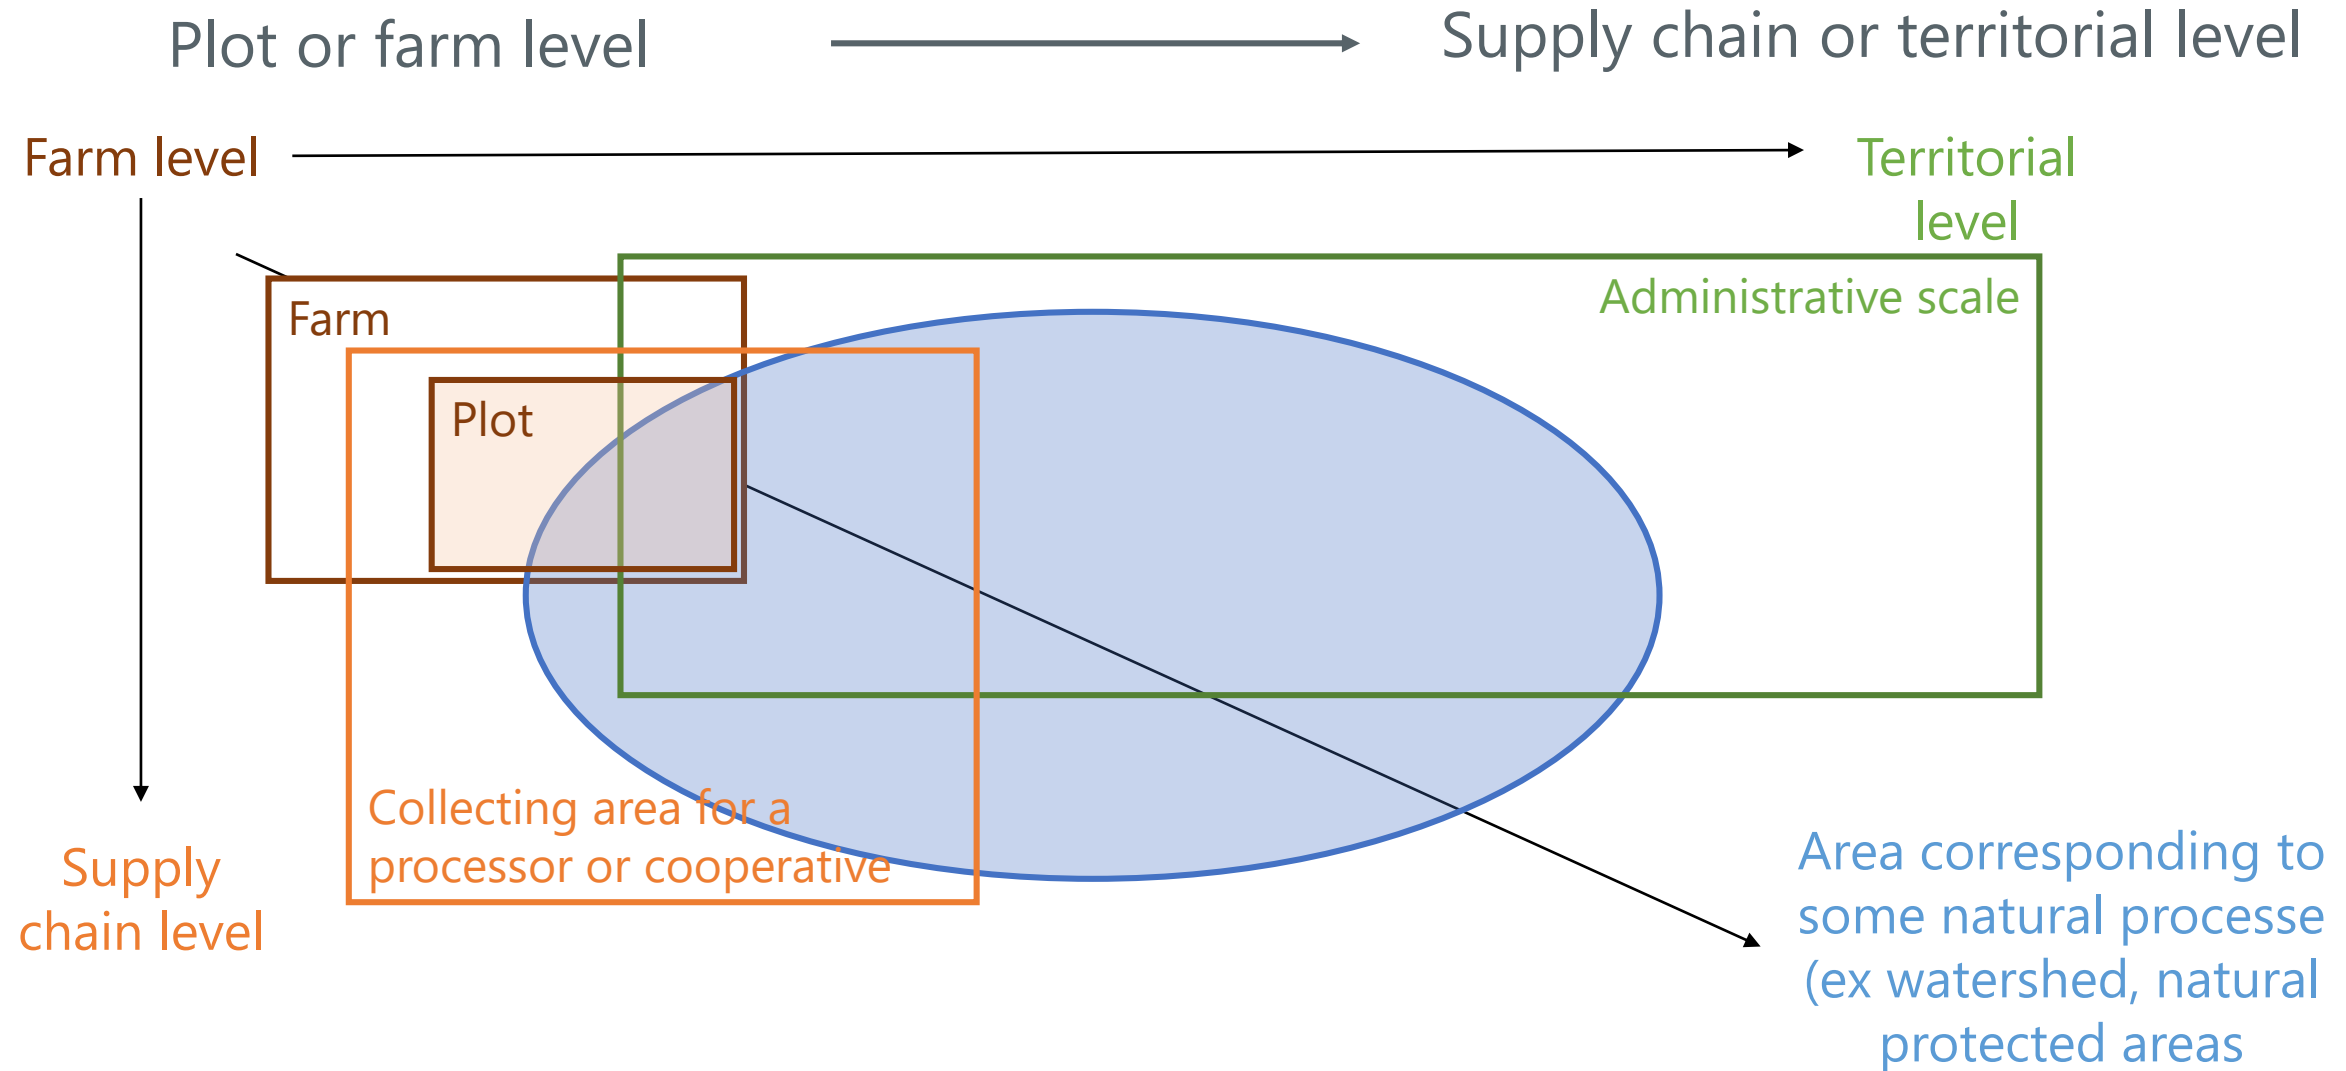 Plot or farm level
Supply chain or territorial level
Farm level
Territorial
level
Administrative scale
Farm
Plot
Collecting area for a
processor or cooperative
Supply
chain level
Area corresponding to
some natural processe
(ex watershed, natural
protected areas